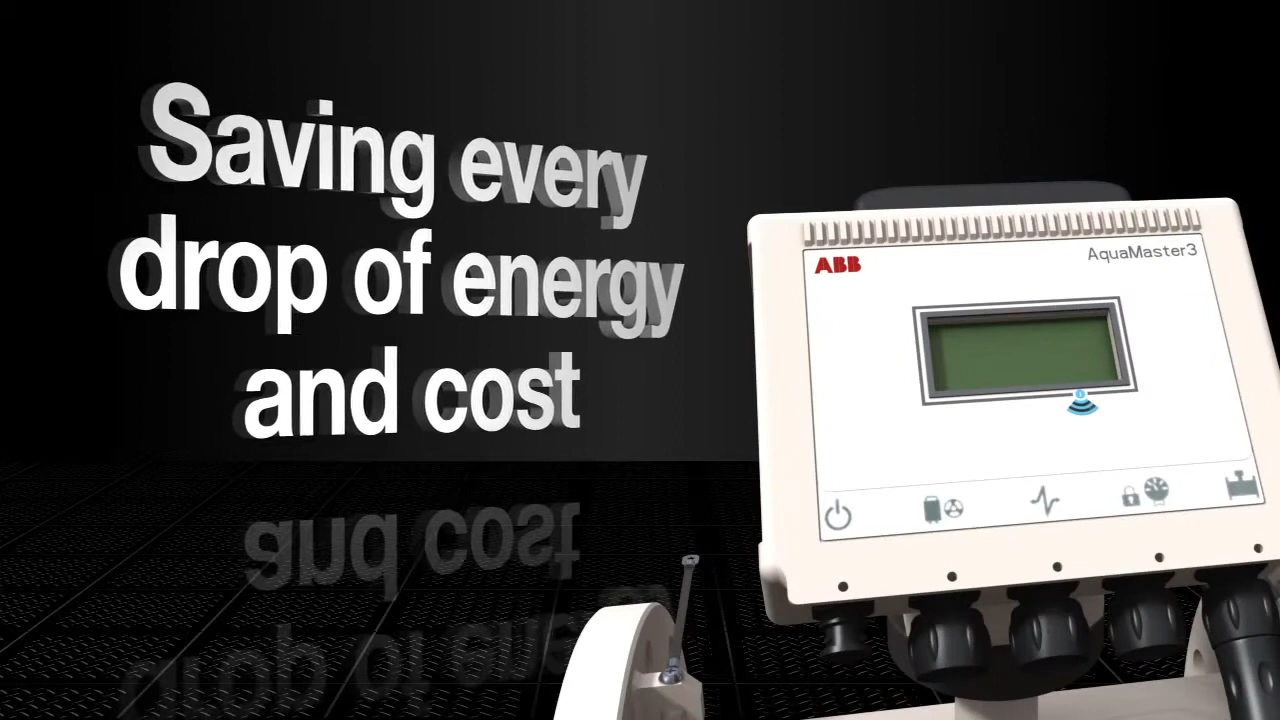 Saving every
drop of energy
and cost
ABB
AquaMaster3